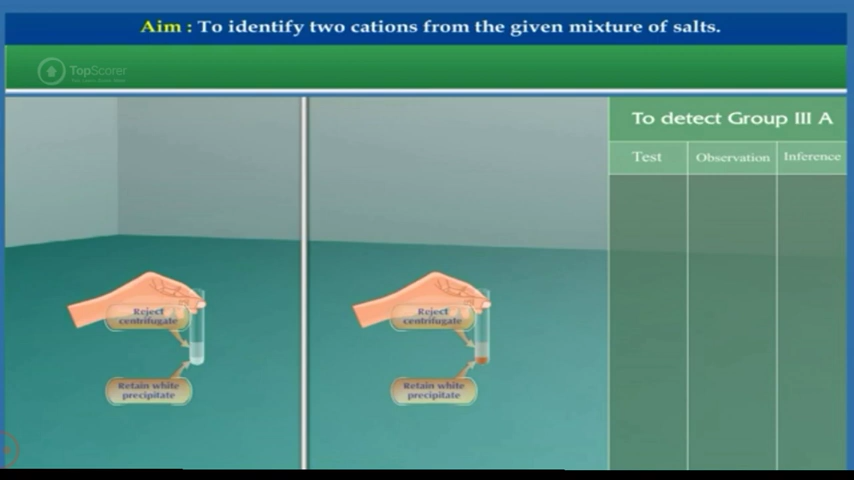 Aim : To identify two cations from the given mixture of salts.
TopScorer
To detect Group III A
Test
Observation
Inference
Reject
centrifugate
Retain white
precipitate
Reject
centrifugate
Retain white
precipitate